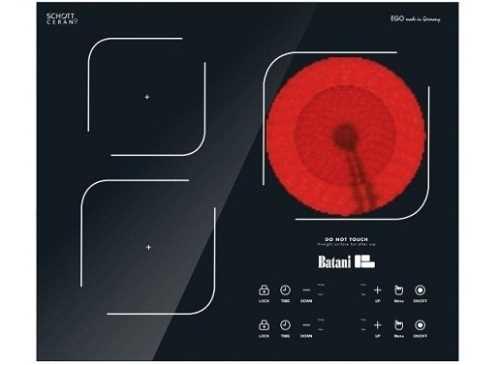 SCHOTT
CERAN®
EGO made in Germany
DO NOT TOUCH
Batani
LOCK TIME DOWN UP Menu ON/OFF
LOCK TIME DOWN UP Menu ON/OFF